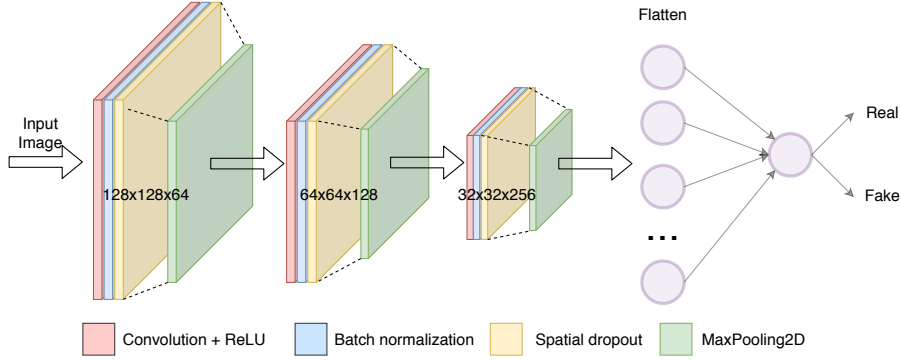 Flatten
Input
Image
Real
128x128x64
64x64x128
32x32x256
Fake
...
Convolution + ReLU
Batch normalization
Spatial dropout
MaxPooling2D